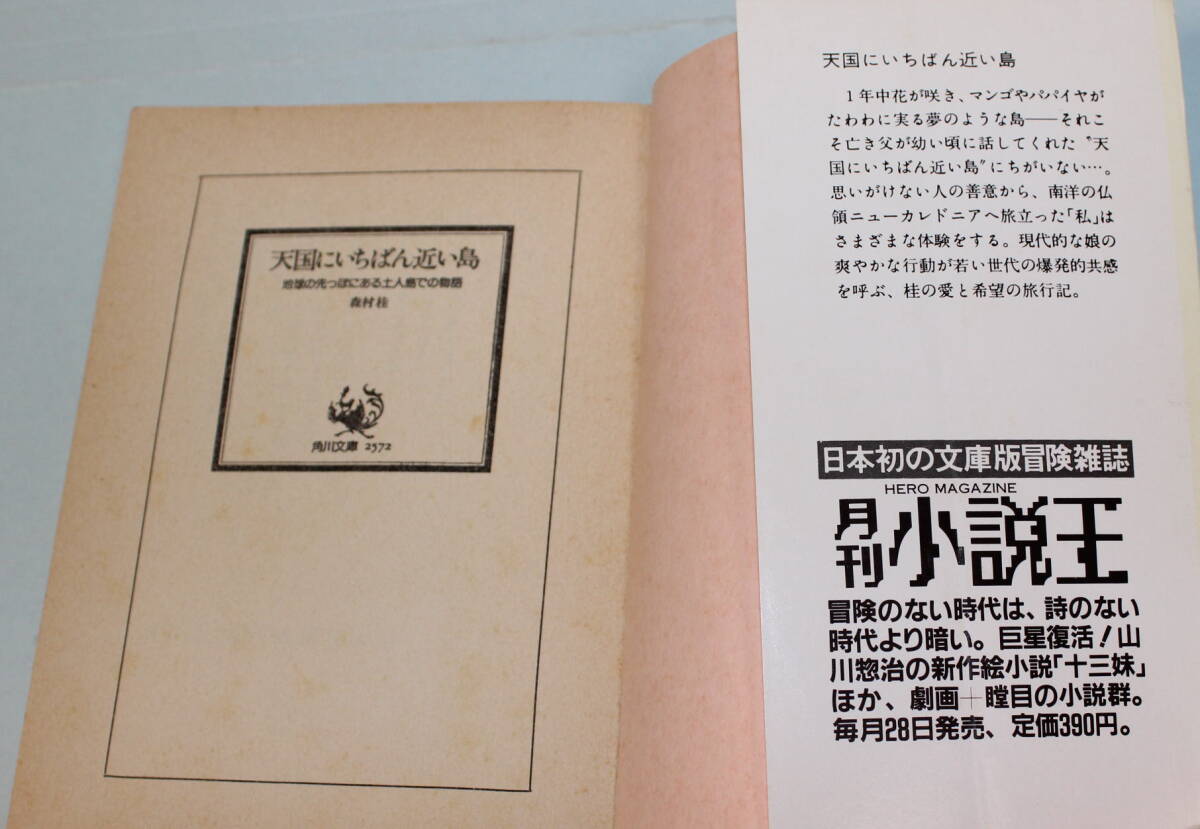 天国にいちばん近い島
地球の先っぽにある土人島での物語
森村桂
角川文庫 2572
天国にいちばん近い島
1年中花が咲き、マンゴやパパイヤが
たわわに実る夢のような島――それこ
そ亡き父が幼い頃に話してくれた〝天
国にいちばん近い島〟にちがいない…。
思いがけない人の善意から、南洋の仏
領ニューカレドニアへ旅立った「私」は
さまざまな体験をする。現代的な娘の
爽やかな行動が若い世代の爆発的共感
を呼ぶ、桂の愛と希望の旅行記。
日本初の文庫版冒険雑誌
HERO MAGAZINE
月刊小説王
冒険のない時代は、詩のない
時代より暗い。巨星復活!山
川惣治の新作絵小説「十三妹」
ほか、劇画+瞠目の小説群。
毎月28日発売、定価390円。